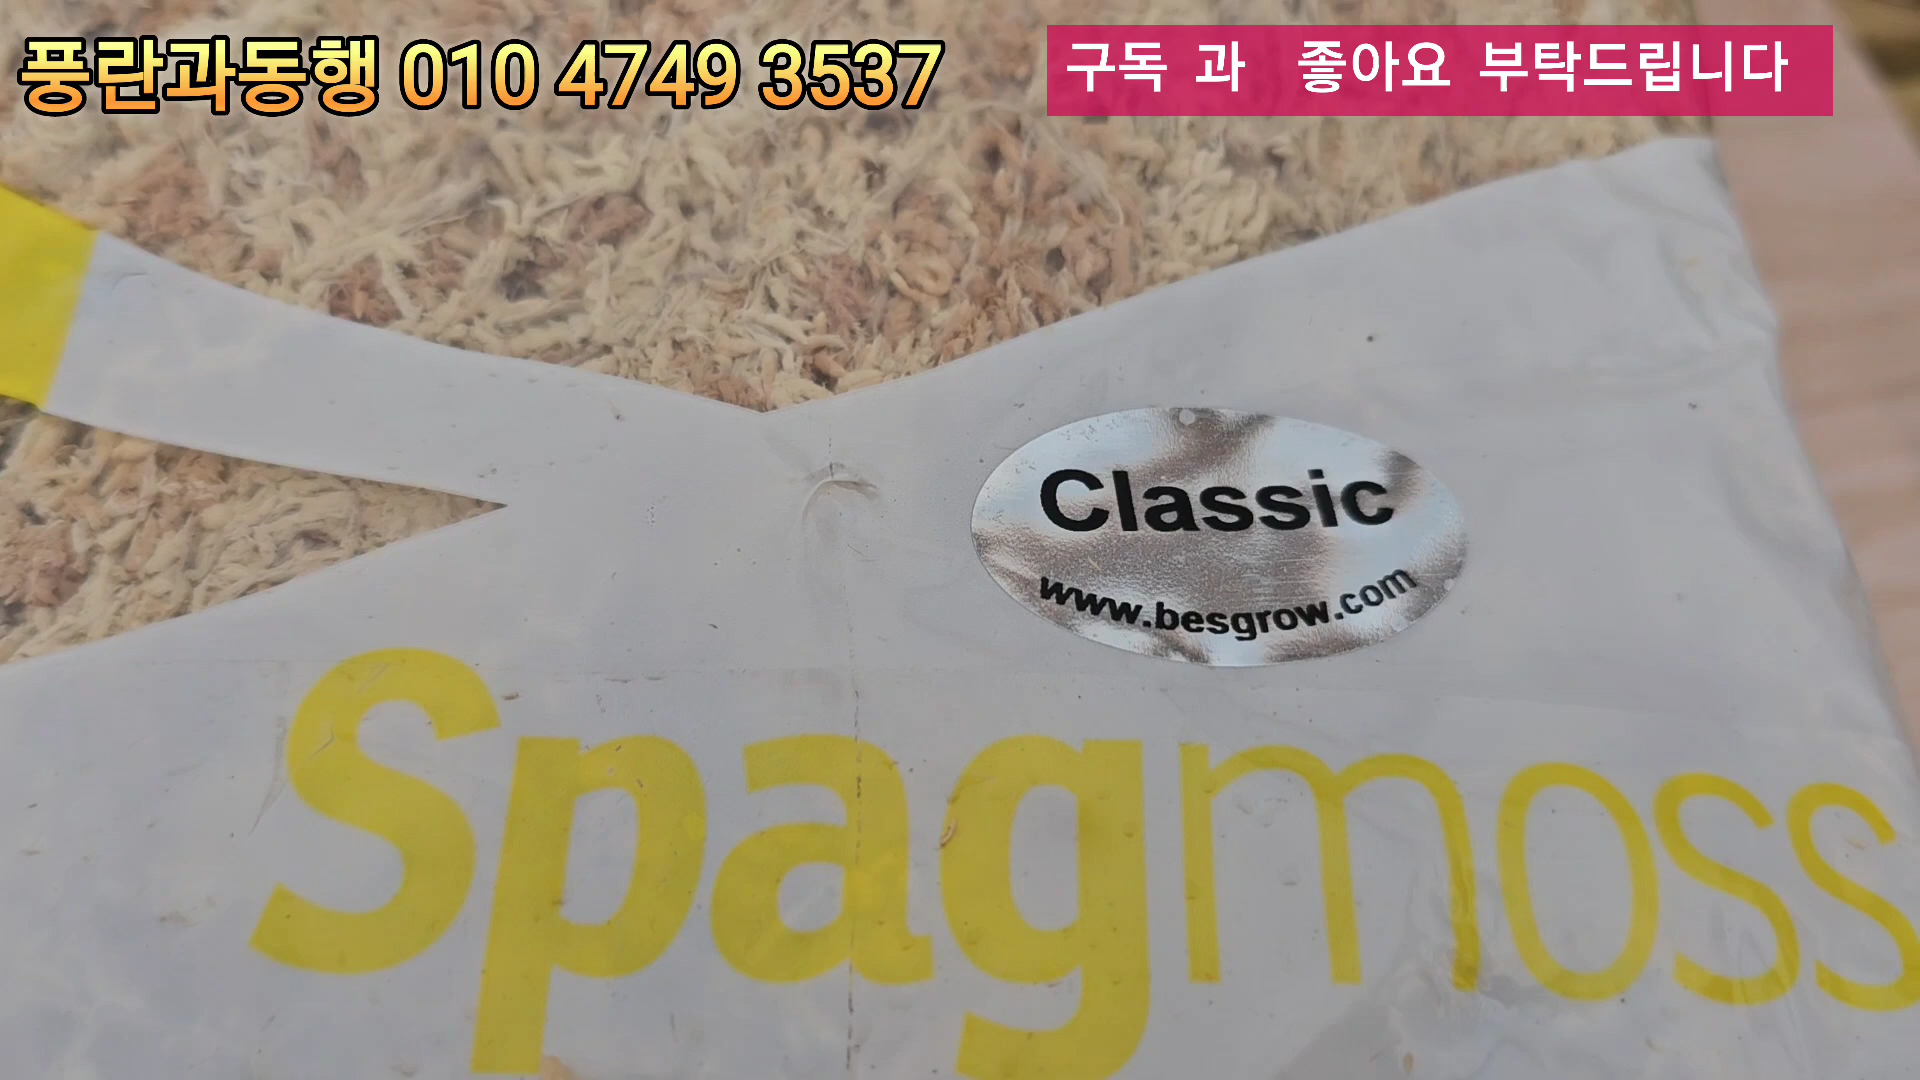 풍란과동행 010 4749 3537
구독 과 좋아요 부탁드립니다
Classic
www.besgrow.com
Spagmoss